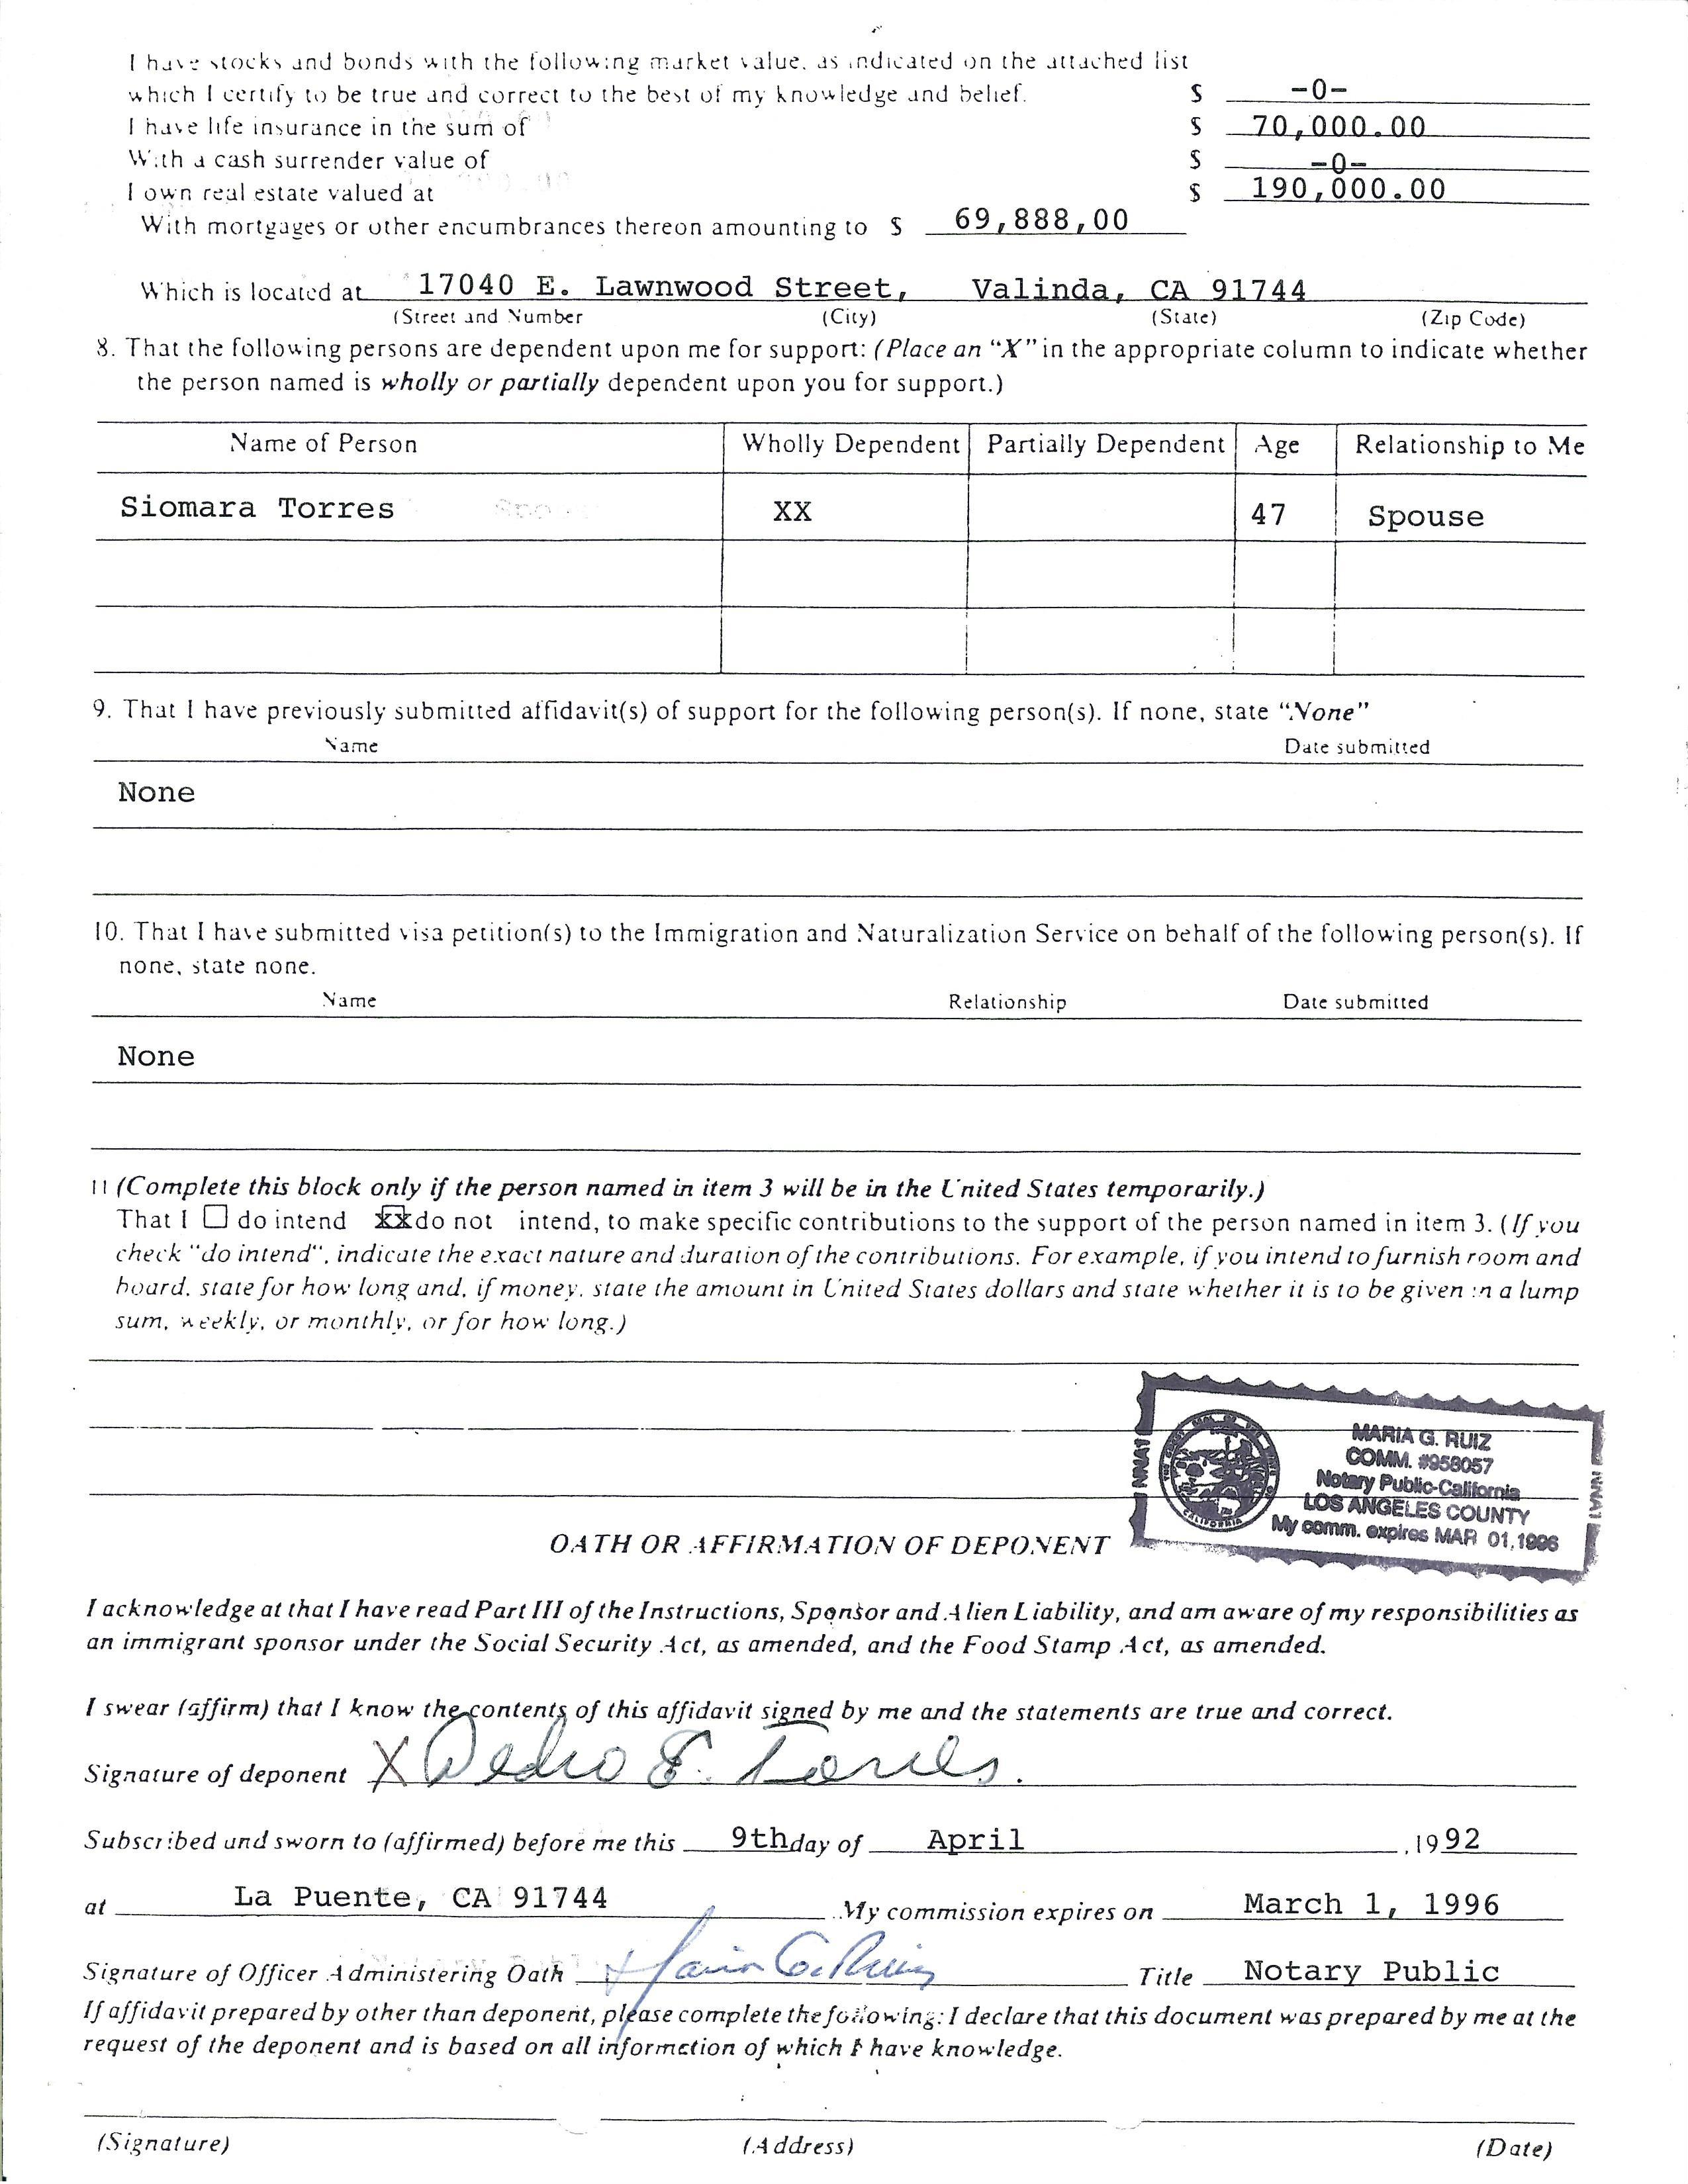 I have stocks and bonds with the following market value, as indicated on the attached list
which I certify to be true and correct to the best of my knowledge and belief. $ -0-
I have life insurance in the sum of $ 70,000.00
With a cash surrender value of $ -0-
I own real estate valued at $ 190,000.00
With mortgages or other encumbrances thereon amounting to $ 69,888,00
Which is located at 17040 E. Lawnwood Street, Valinda, CA 91744
(Street and Number (City) (State) (Zip Code)
8. That the following persons are dependent upon me for support: (Place an “X” in the appropriate column to indicate whether
the person named is wholly or partially dependent upon you for support.)
Name of Person Wholly Dependent Partially Dependent Age Relationship to Me
Siomara Torres XX 47 Spouse
9. That I have previously submitted affidavit(s) of support for the following person(s). If none, state “None”
Name Date submitted
None
10. That I have submitted visa petition(s) to the Immigration and Naturalization Service on behalf of the following person(s). If
none, state none.
Name Relationship Date submitted
None
11 (Complete this block only if the person named in item 3 will be in the United States temporarily.)
That I ☐ do intend xx do not intend, to make specific contributions to the support of the person named in item 3. (If you
check "do intend", indicate the exact nature and duration of the contributions. For example, if you intend to furnish room and
board, state for how long and, if money, state the amount in United States dollars and state whether it is to be given in a lump
sum, weekly, or monthly, or for how long.)
NNA1
MARIA G. RUIZ
COMM. #958057
Notary Public-California
LOS ANGELES COUNTY
My comm. expires MAR 01,1996
NNA1
OATH OR AFFIRMATION OF DEPONENT
I acknowledge at that I have read Part III of the Instructions, Sponsor and Alien Liability, and am aware of my responsibilities as
an immigrant sponsor under the Social Security Act, as amended, and the Food Stamp Act, as amended.
I swear (affirm) that I know the contents of this affidavit signed by me and the statements are true and correct.
Signature of deponent X Pedro E. Torres.
Subscribed and sworn to (affirmed) before me this 9th day of April ,1992
at La Puente, CA 91744 My commission expires on March 1, 1996
Signature of Officer Administering Oath Maria G. Ruiz Title Notary Public
If affidavit prepared by other than deponent, please complete the following: I declare that this document was prepared by me at the
request of the deponent and is based on all information of which I have knowledge.
(Signature) (Address) (Date)